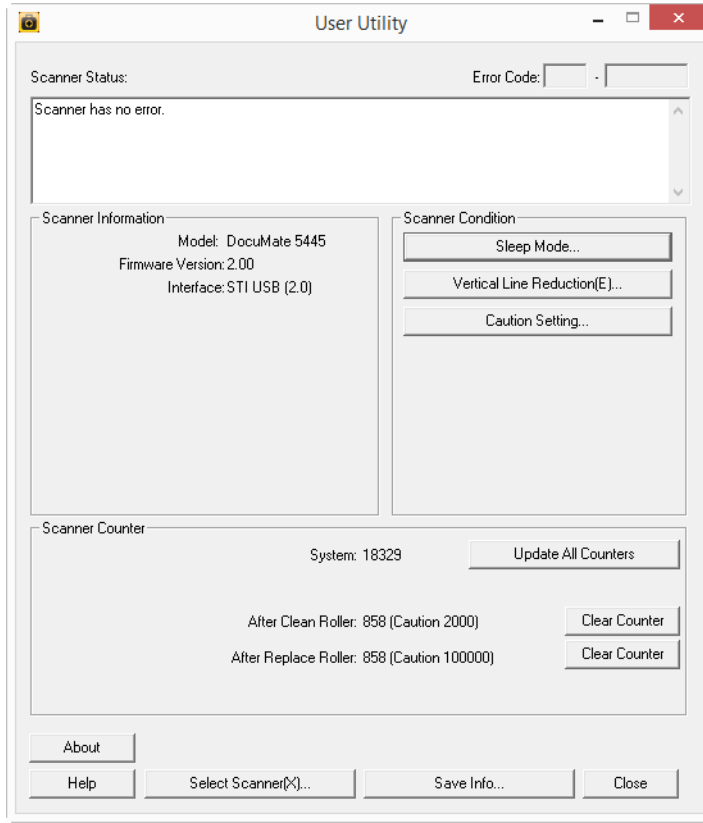 User Utility
Scanner Status:
Error Code:
-
Scanner has no error.
Scanner Information
Model: DocuMate 5445
Firmware Version: 2.00
Interface: STI USB (2.0)
Scanner Condition
Sleep Mode...
Vertical Line Reduction(E)...
Caution Setting...
Scanner Counter
System: 18329
Update All Counters
After Clean Roller: 858 (Caution 2000)
Clear Counter
After Replace Roller: 858 (Caution 100000)
Clear Counter
About
Help
Select Scanner(X)...
Save Info...
Close